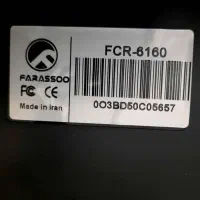 FCR-6160
FARASSOO
FC CE
Made in Iran
0O3BD50C05657